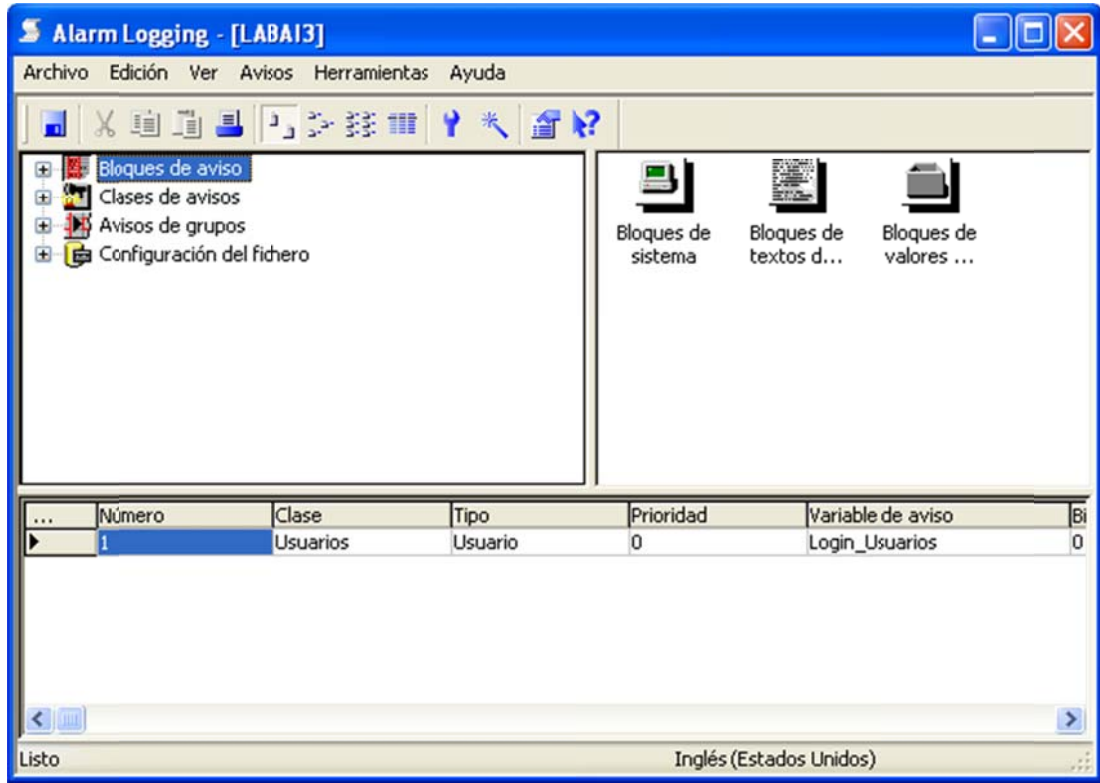 Alarm Logging - [LABAI3]
Archivo Edición Ver Avisos Herramientas Ayuda
Bloques de aviso
Clases de avisos
Avisos de grupos
Configuración del fichero
Bloques de sistema
Bloques de textos d...
Bloques de valores ...
... Número Clase Tipo Prioridad Variable de aviso Bi
1 Usuarios Usuario 0 Login_Usuarios 0
Listo Inglés (Estados Unidos)